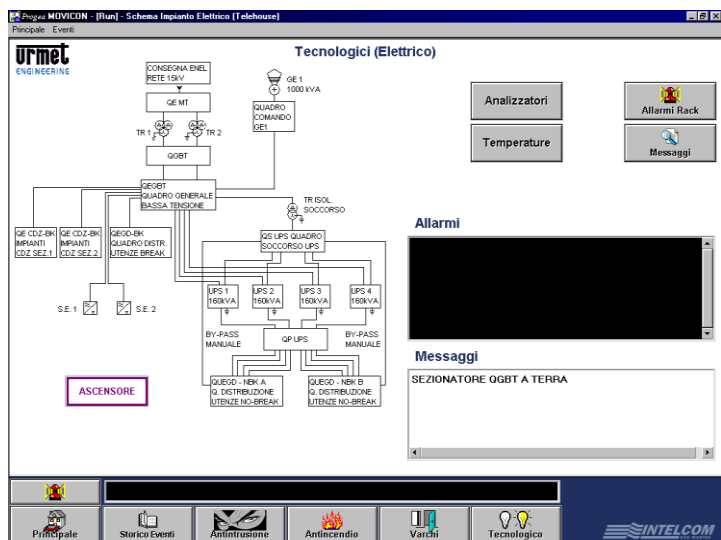 Progea MOVICON - [Run] - Schema Impianto Elettrico (Telehouse)
Principale Eventi
urmet
ENGINEERING
Tecnologici (Elettrico)
CONSEGNA ENEL
RETE 15kV
QE MT
TR 1
TR 2
QGBT
GE 1
1000 kVA
QUADRO
COMANDO
GE1
QEGBT
QUADRO GENERALE
BASSA TENSIONE
TR ISOL.
SOCCORSO
QE CDZ-BK
IMPIANTI
CDZ SEZ.1
QE CDZ-BK
IMPIANTI
CDZ SEZ.2
QEGD-BK
QUADRO DISTR.
UTENZE BREAK
QS UPS QUADRO
SOCCORSO UPS
UPS 1
160kVA
UPS 2
160kVA
UPS 3
160kVA
UPS 4
160kVA
S.E. 1
S.E. 2
BY-PASS
MANUALE
QP UPS
BY-PASS
MANUALE
QUEGD - NBK A
Q. DISTRIBUZIONE
UTENZE NO-BREAK
QUEGD - NBK B
Q. DISTRIBUZIONE
UTENZE NO-BREAK
ASCENSORE
Analizzatori
Temperature
Allarmi Rack
Messaggi
Allarmi
Messaggi
SEZIONATORE QGBT A TERRA
Principale
Storico Eventi
Antintrusione
Antincendio
Varchi
Tecnologico
INTELCOM